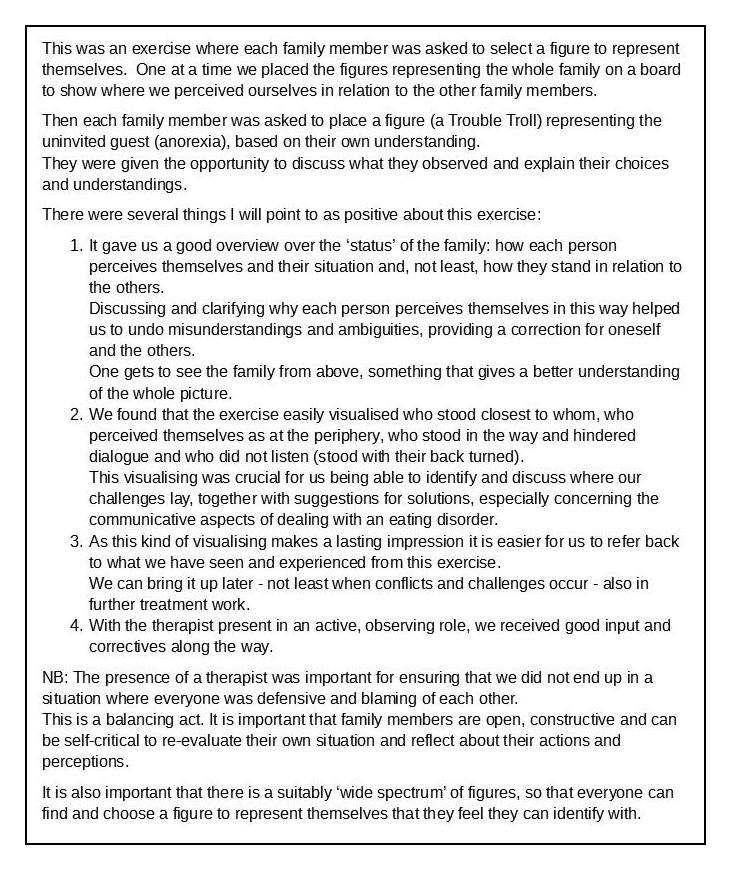 This was an exercise where each family member was asked to select a figure to represent
themselves.  One at a time we placed the figures representing the whole family on a board
to show where we perceived ourselves in relation to the other family members.
Then each family member was asked to place a figure (a Trouble Troll) representing the
uninvited guest (anorexia), based on their own understanding.
They were given the opportunity to discuss what they observed and explain their choices
and understandings.
There were several things I will point to as positive about this exercise:
1. It gave us a good overview over the ‘status’ of the family: how each person
perceives themselves and their situation and, not least, how they stand in relation to
the others.
Discussing and clarifying why each person perceives themselves in this way helped
us to undo misunderstandings and ambiguities, providing a correction for oneself
and the others.
One gets to see the family from above, something that gives a better understanding
of the whole picture.
2. We found that the exercise easily visualised who stood closest to whom, who
perceived themselves as at the periphery, who stood in the way and hindered
dialogue and who did not listen (stood with their back turned).
This visualising was crucial for us being able to identify and discuss where our
challenges lay, together with suggestions for solutions, especially concerning the
communicative aspects of dealing with an eating disorder.
3. As this kind of visualising makes a lasting impression it is easier for us to refer back
to what we have seen and experienced from this exercise.
We can bring it up later - not least when conflicts and challenges occur - also in
further treatment work.
4. With the therapist present in an active, observing role, we received good input and
correctives along the way.
NB: The presence of a therapist was important for ensuring that we did not end up in a
situation where everyone was defensive and blaming of each other.
This is a balancing act. It is important that family members are open, constructive and can
be self-critical to re-evaluate their own situation and reflect about their actions and
perceptions.
It is also important that there is a suitably ‘wide spectrum’ of figures, so that everyone can
find and choose a figure to represent themselves that they feel they can identify with.